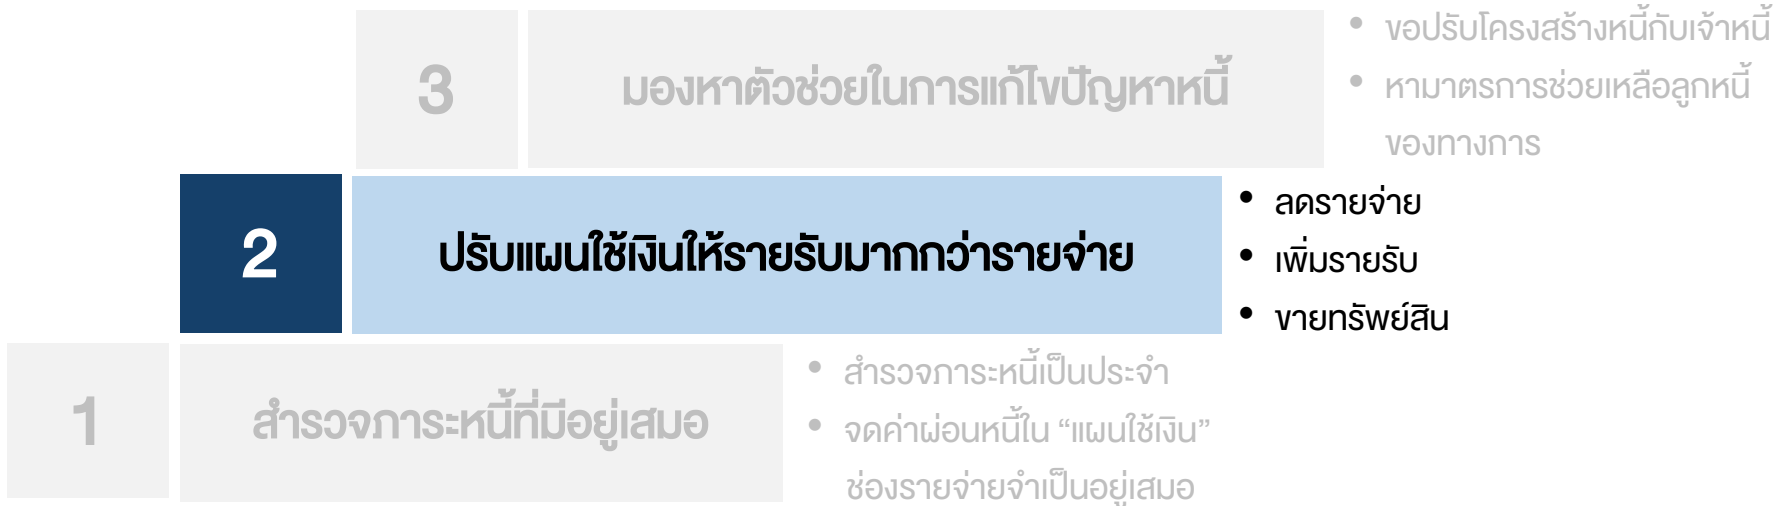 3
มองหาตัวช่วยในการแก้ไขปัญหาหนี้
• ขอปรับโครงสร้างหนี้กับเจ้าหนี้
• หามาตรการช่วยเหลือลูกหนี้
ของทางการ
2
ปรับแผนใช้เงินให้รายรับมากกว่ารายจ่าย
• ลดรายจ่าย
• เพิ่มรายรับ
• ขายทรัพย์สิน
1
สำรวจภาระหนี้ที่มีอยู่เสมอ
• สำรวจภาระหนี้เป็นประจำ
• จดค่าผ่อนหนี้ใน “แผนใช้เงิน”
ช่องรายจ่ายจำเป็นอยู่เสมอ